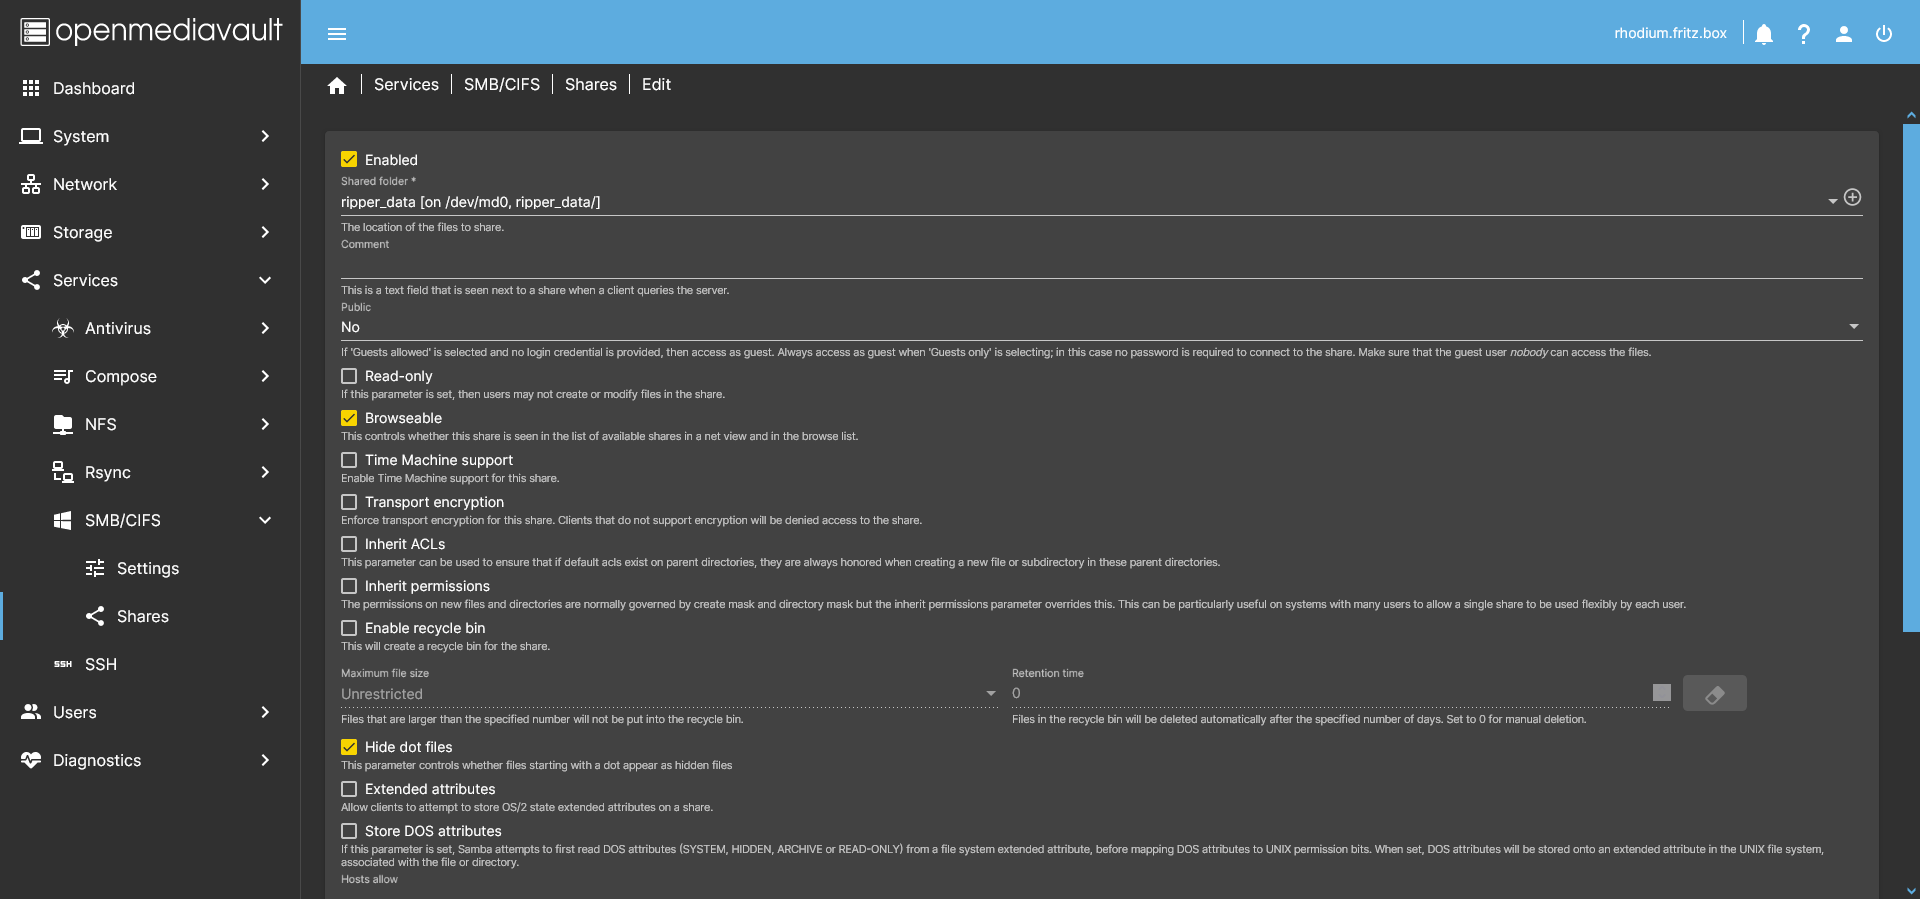 openmediavault
rhodium.fritz.box
Dashboard
System
Network
Storage
Services
Antivirus
Compose
NFS
Rsync
SMB/CIFS
Settings
Shares
SSH
SSH
Users
Diagnostics
Services | SMB/CIFS | Shares | Edit
Enabled
Shared folder *
ripper_data [on /dev/md0, ripper_data/]
The location of the files to share.
Comment
This is a text field that is seen next to a share when a client queries the server.
Public
No
If 'Guests allowed' is selected and no login credential is provided, then access as guest. Always access as guest when 'Guests only' is selecting; in this case no password is required to connect to the share. Make sure that the guest user nobody can access the files.
Read-only
If this parameter is set, then users may not create or modify files in the share.
Browseable
This controls whether this share is seen in the list of available shares in a net view and in the browse list.
Time Machine support
Enable Time Machine support for this share.
Transport encryption
Enforce transport encryption for this share. Clients that do not support encryption will be denied access to the share.
Inherit ACLs
This parameter can be used to ensure that if default acls exist on parent directories, they are always honored when creating a new file or subdirectory in these parent directories.
Inherit permissions
The permissions on new files and directories are normally governed by create mask and directory mask but the inherit permissions parameter overrides this. This can be particularly useful on systems with many users to allow a single share to be used flexibly by each user.
Enable recycle bin
This will create a recycle bin for the share.
Maximum file size
Unrestricted
Files that are larger than the specified number will not be put into the recycle bin.
Retention time
0
Files in the recycle bin will be deleted automatically after the specified number of days. Set to 0 for manual deletion.
Hide dot files
This parameter controls whether files starting with a dot appear as hidden files
Extended attributes
Allow clients to attempt to store OS/2 state extended attributes on a share.
Store DOS attributes
If this parameter is set, Samba attempts to first read DOS attributes (SYSTEM, HIDDEN, ARCHIVE or READ-ONLY) from a file system extended attribute, before mapping DOS attributes to UNIX permission bits. When set, DOS attributes will be stored onto an extended attribute in the UNIX file system,
associated with the file or directory.
Hosts allow